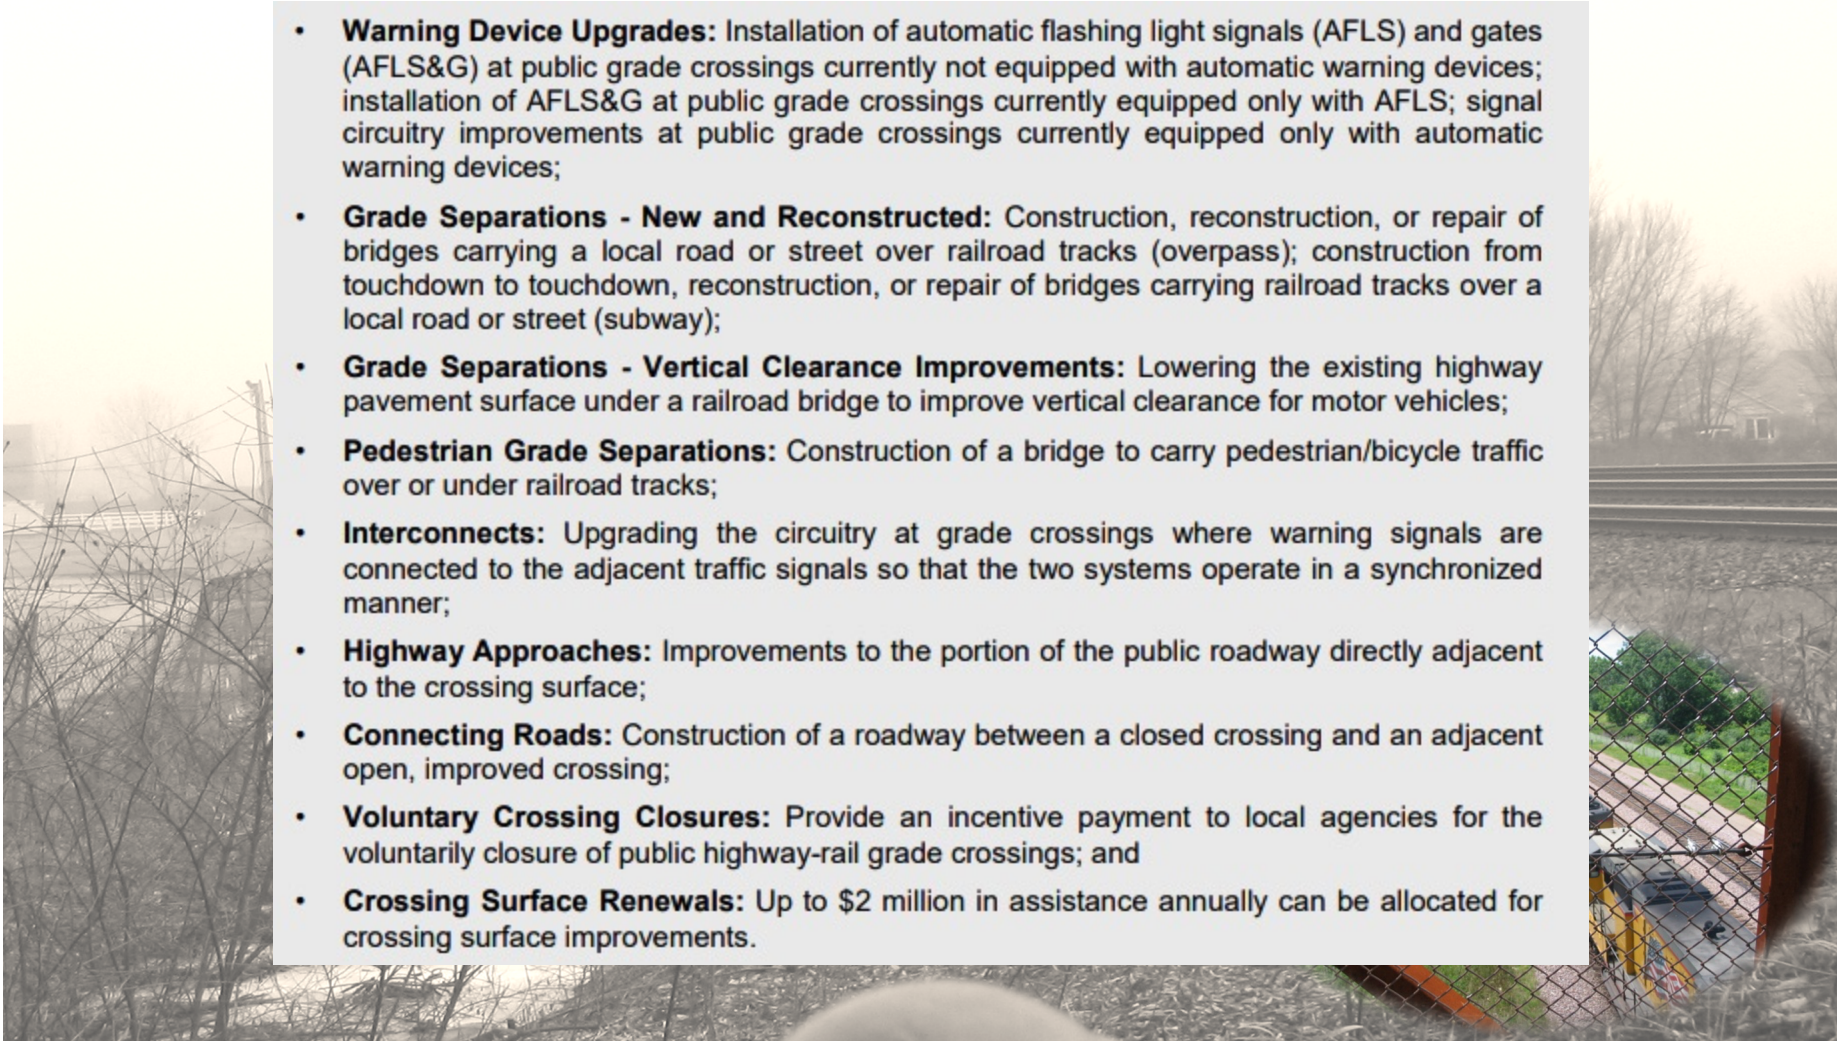 • Warning Device Upgrades: Installation of automatic flashing light signals (AFLS) and gates
(AFLS&G) at public grade crossings currently not equipped with automatic warning devices;
installation of AFLS&G at public grade crossings currently equipped only with AFLS; signal
circuitry improvements at public grade crossings currently equipped only with automatic
warning devices;
• Grade Separations - New and Reconstructed: Construction, reconstruction, or repair of
bridges carrying a local road or street over railroad tracks (overpass); construction from
touchdown to touchdown, reconstruction, or repair of bridges carrying railroad tracks over a
local road or street (subway);
• Grade Separations - Vertical Clearance Improvements: Lowering the existing highway
pavement surface under a railroad bridge to improve vertical clearance for motor vehicles;
• Pedestrian Grade Separations: Construction of a bridge to carry pedestrian/bicycle traffic
over or under railroad tracks;
• Interconnects: Upgrading the circuitry at grade crossings where warning signals are
connected to the adjacent traffic signals so that the two systems operate in a synchronized
manner;
• Highway Approaches: Improvements to the portion of the public roadway directly adjacent
to the crossing surface;
• Connecting Roads: Construction of a roadway between a closed crossing and an adjacent
open, improved crossing;
• Voluntary Crossing Closures: Provide an incentive payment to local agencies for the
voluntarily closure of public highway-rail grade crossings; and
• Crossing Surface Renewals: Up to $2 million in assistance annually can be allocated for
crossing surface improvements.